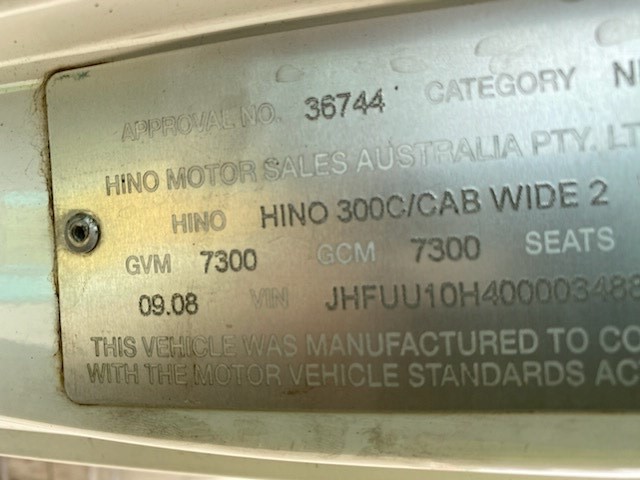 APPROVAL NO. 36744 CATEGORY N
HINO MOTOR SALES AUSTRALIA PTY. LT
HINO HINO 300C/CAB WIDE 2
GVM 7300 GCM 7300 SEATS
09.08 VIN JHFUU10H40000348
THIS VEHICLE WAS MANUFACTURED TO CO
WITH THE MOTOR VEHICLE STANDARDS AC